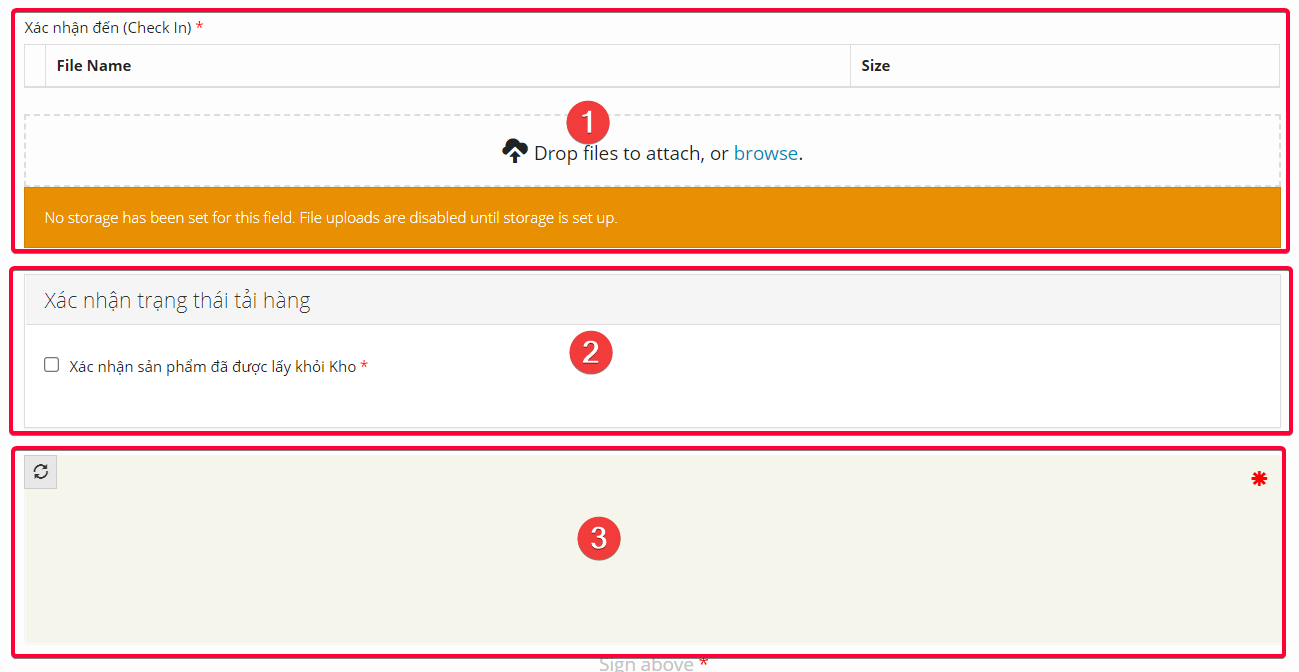 Xác nhận đến (Check In) *
File Name Size
1
Drop files to attach, or browse.
No storage has been set for this field. File uploads are disabled until storage is set up.
Xác nhận trạng thái tải hàng
2
Xác nhận sản phẩm đã được lấy khỏi Kho *
*
3
Sign above *